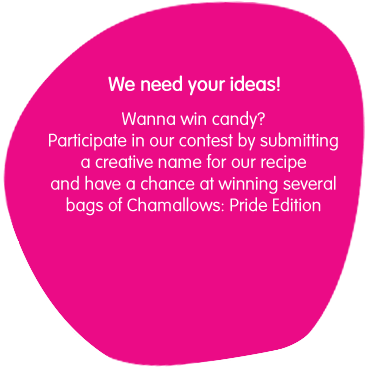 We need your ideas!
Wanna win candy?
Participate in our contest by submitting
a creative name for our recipe
and have a chance at winning several
bags of Chamallows: Pride Edition